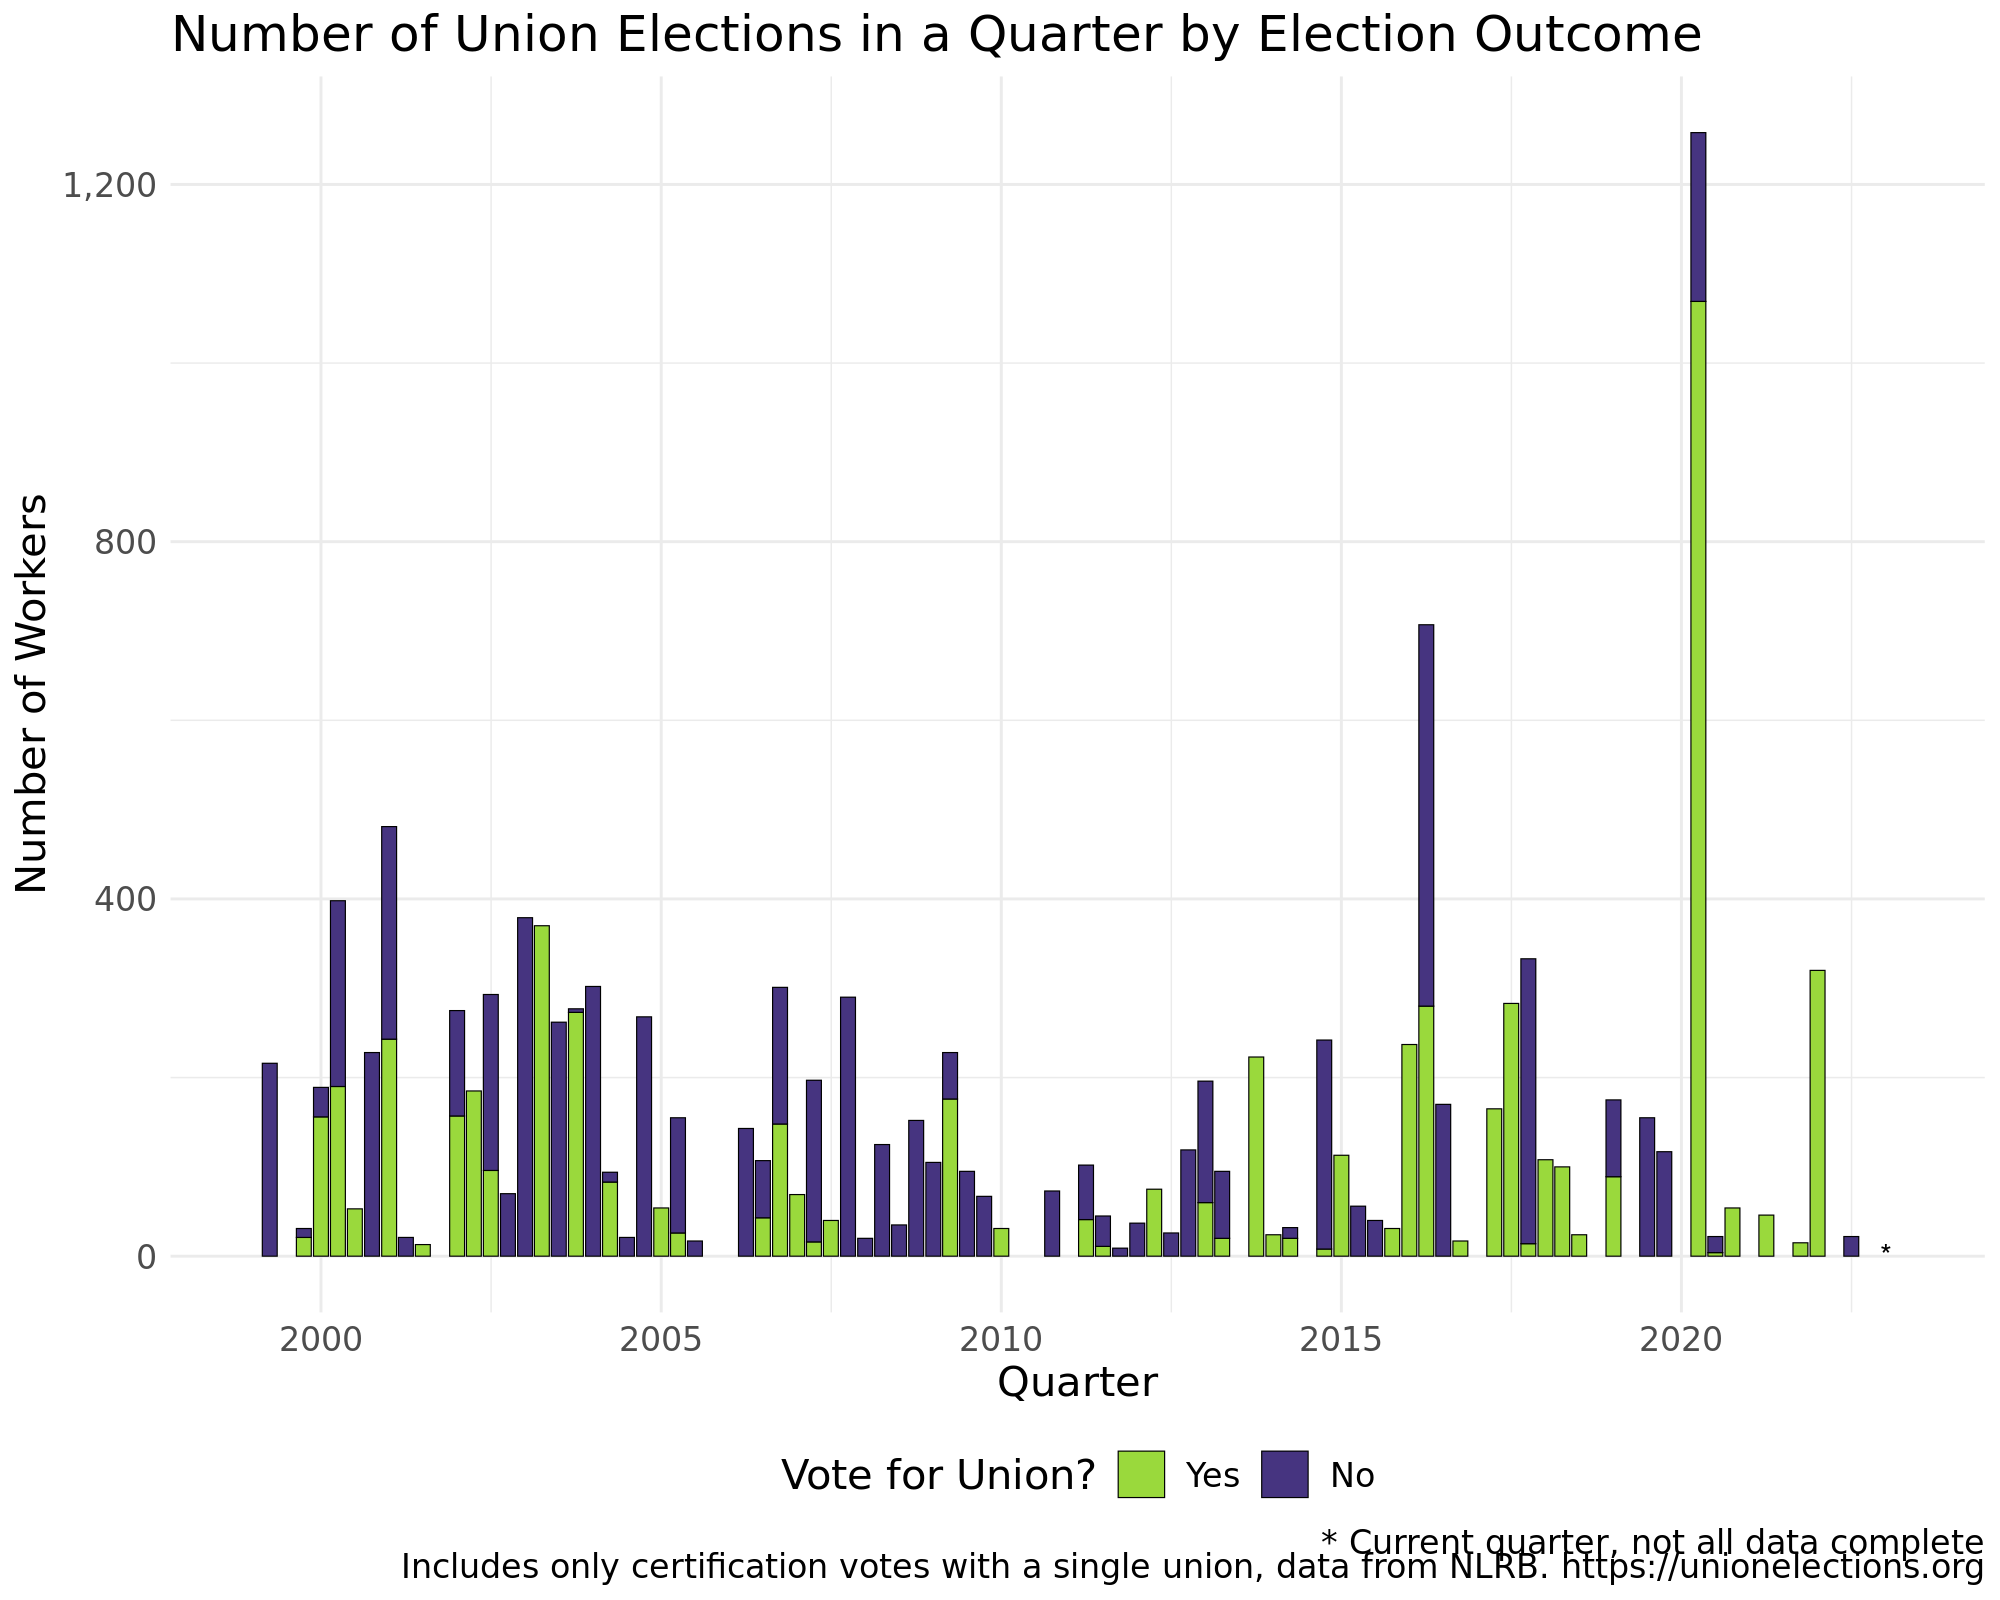 Number of Union Elections in a Quarter by Election Outcome
Number of Workers
1,200
800
400
0
*
2000 2005 2010 2015 2020
Quarter
Vote for Union? Yes No
* Current quarter, not all data complete
Includes only certification votes with a single union, data from NLRB. https://unionelections.org